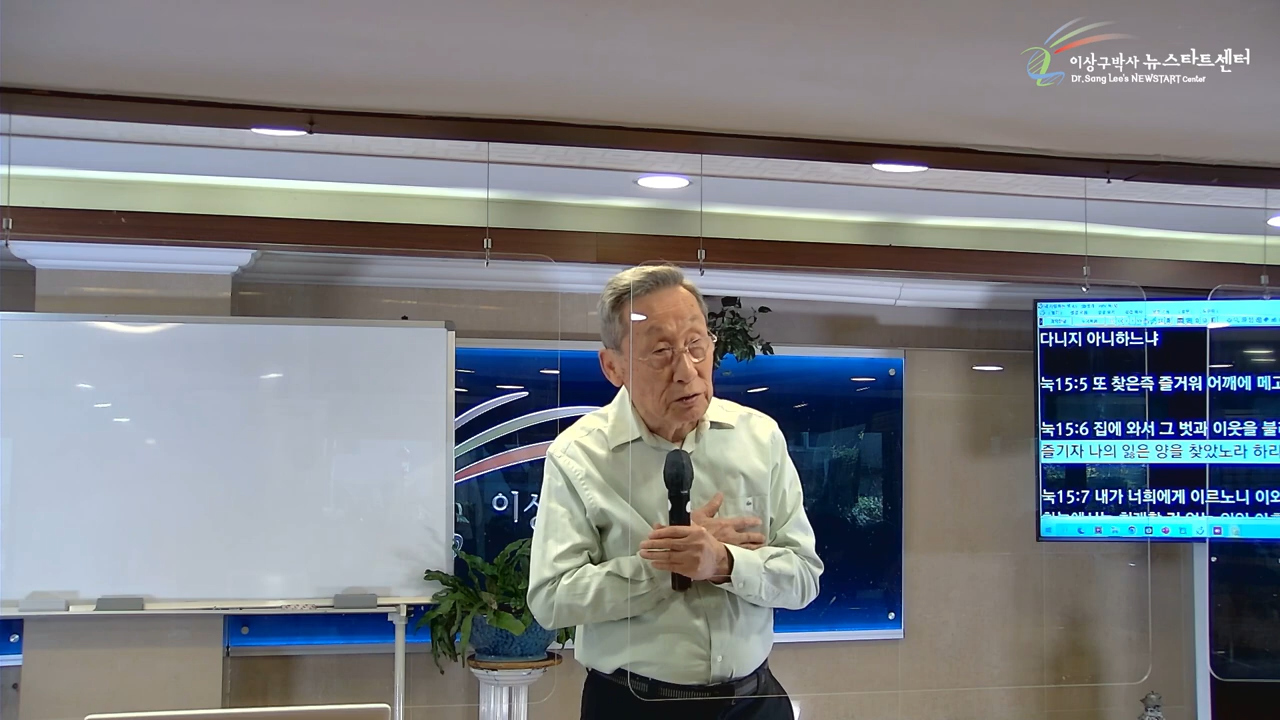 이상구박사 뉴스타트센터
Dr. Sang Lee's NEWSTART Center
다니지 아니하느냐
눅15:5 또 찾은즉 즐거워 어깨에 메고
눅15:6 집에 와서 그 벗과 이웃을 불러
즐기자 나의 잃은 양을 찾았노라 하리
눅15:7 내가 너희에게 이르노니 이와
이상